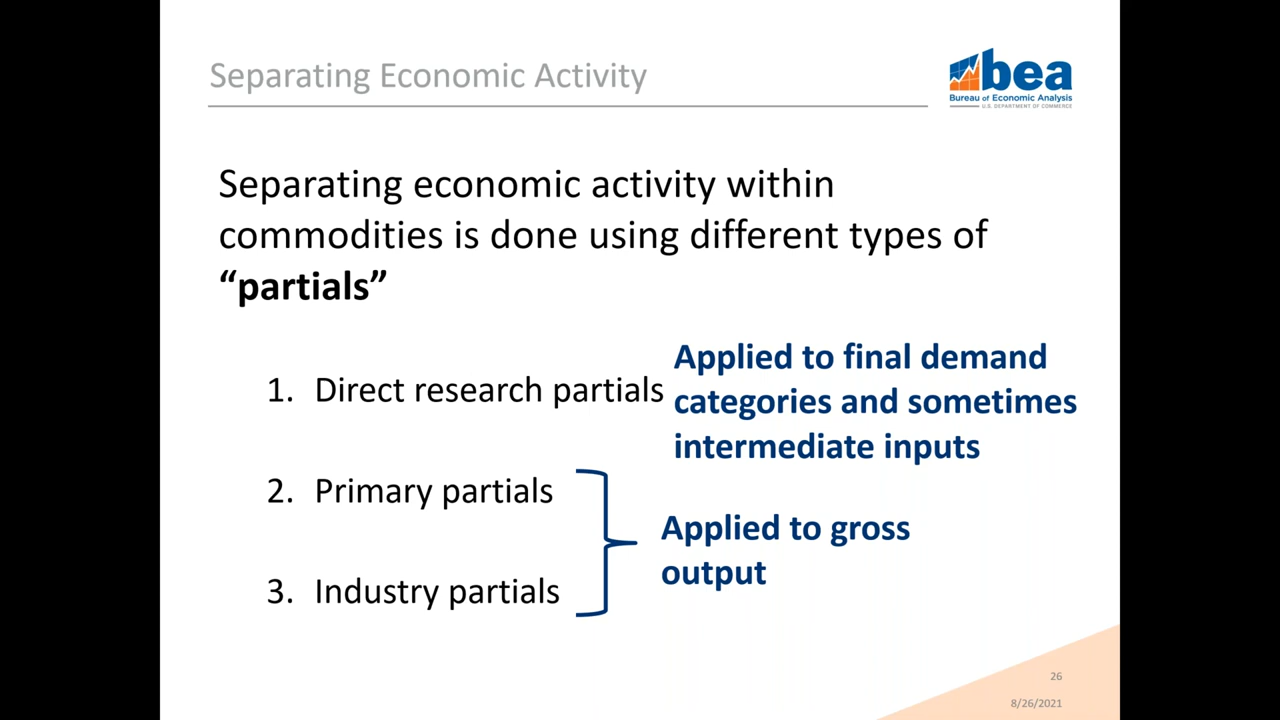 Separating Economic Activity
bea
Bureau of Economic Analysis
U.S. DEPARTMENT OF COMMERCE
Separating economic activity within
commodities is done using different types of
“partials”
1. Direct research partials
Applied to final demand
categories and sometimes
intermediate inputs
2. Primary partials
3. Industry partials
Applied to gross
output
26
8/26/2021